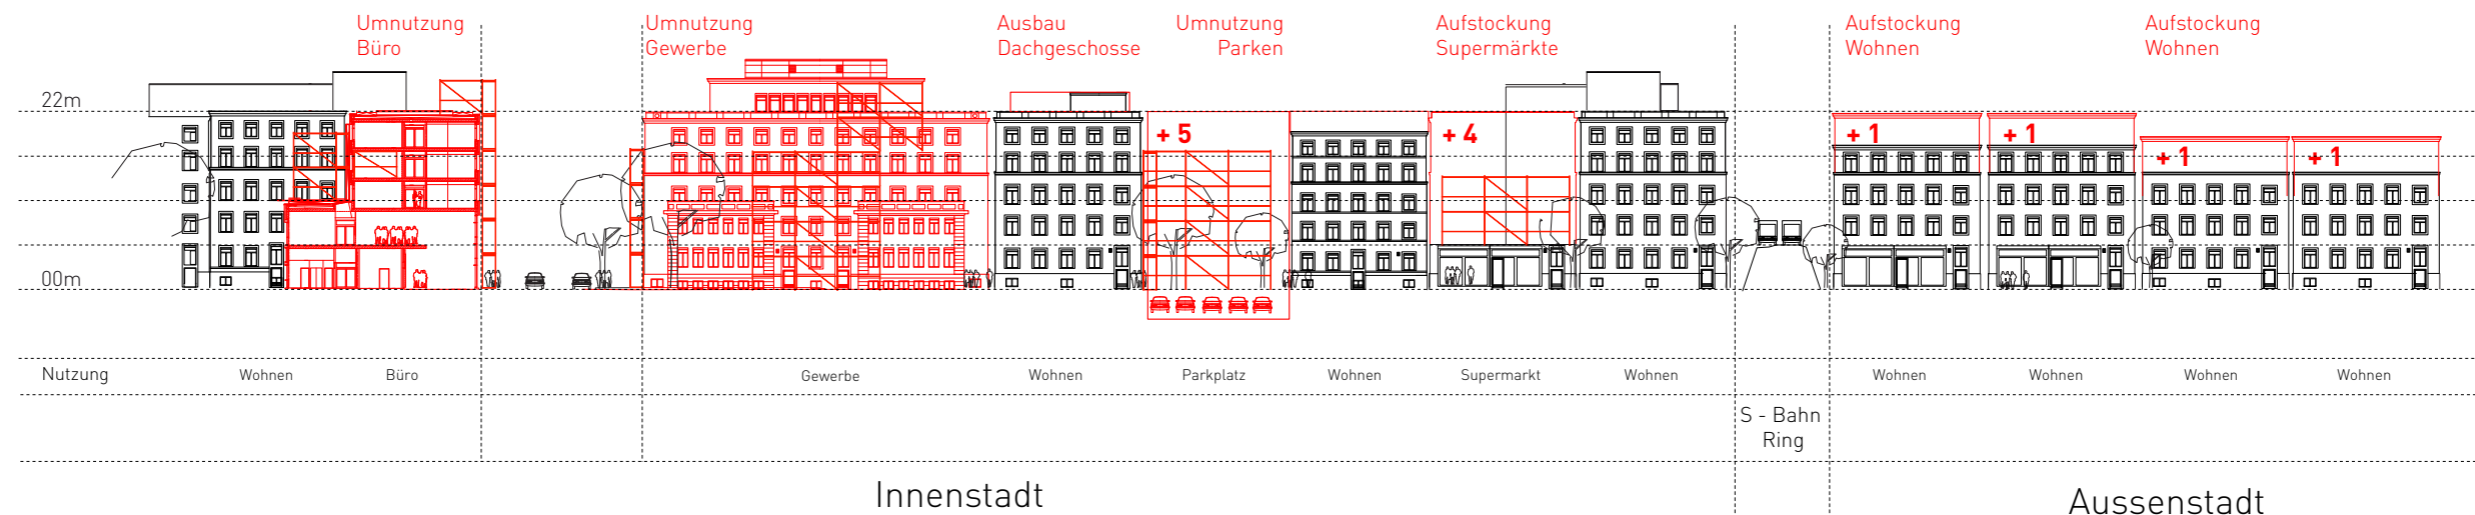 Umnutzung
Büro
Umnutzung
Gewerbe
Ausbau
Dachgeschosse
Umnutzung
Parken
Aufstockung
Supermärkte
Aufstockung
Wohnen
Aufstockung
Wohnen
22m
+ 5
+ 4
+ 1
+ 1
+ 1
+ 1
00m
Nutzung
Wohnen
Büro
Gewerbe
Wohnen
Parkplatz
Wohnen
Supermarkt
Wohnen
Wohnen
Wohnen
Wohnen
Wohnen
S - Bahn
Ring
Innenstadt
Aussenstadt